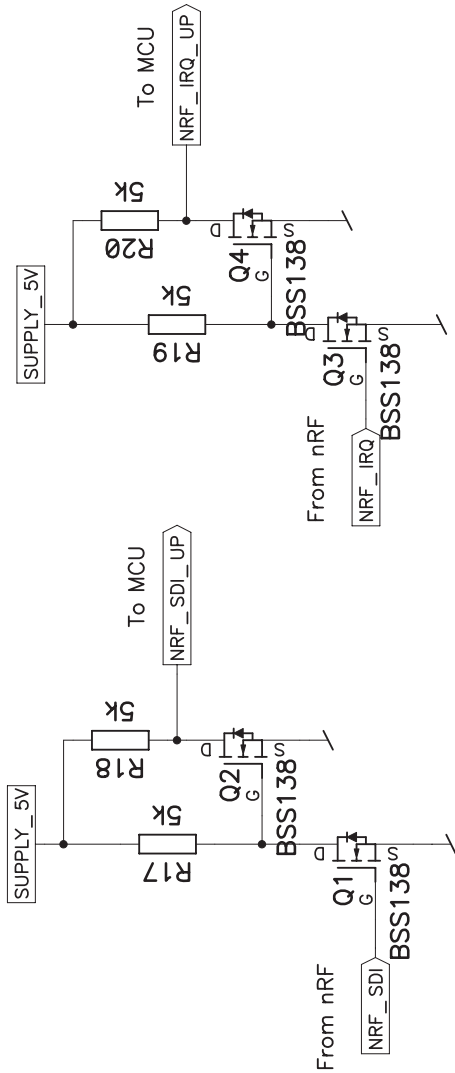 SUPPLY_5V
R20
5k
R19
5k
To MCU
NRF_IRQ_UP
D
S
G
Q4
BSS138
D
S
G
Q3
BSS138
From nRF
NRF_IRQ
SUPPLY_5V
R18
5k
R17
5k
To MCU
NRF_SDI_UP
D
S
G
Q2
BSS138
D
S
G
Q1
BSS138
From nRF
NRF_SDI